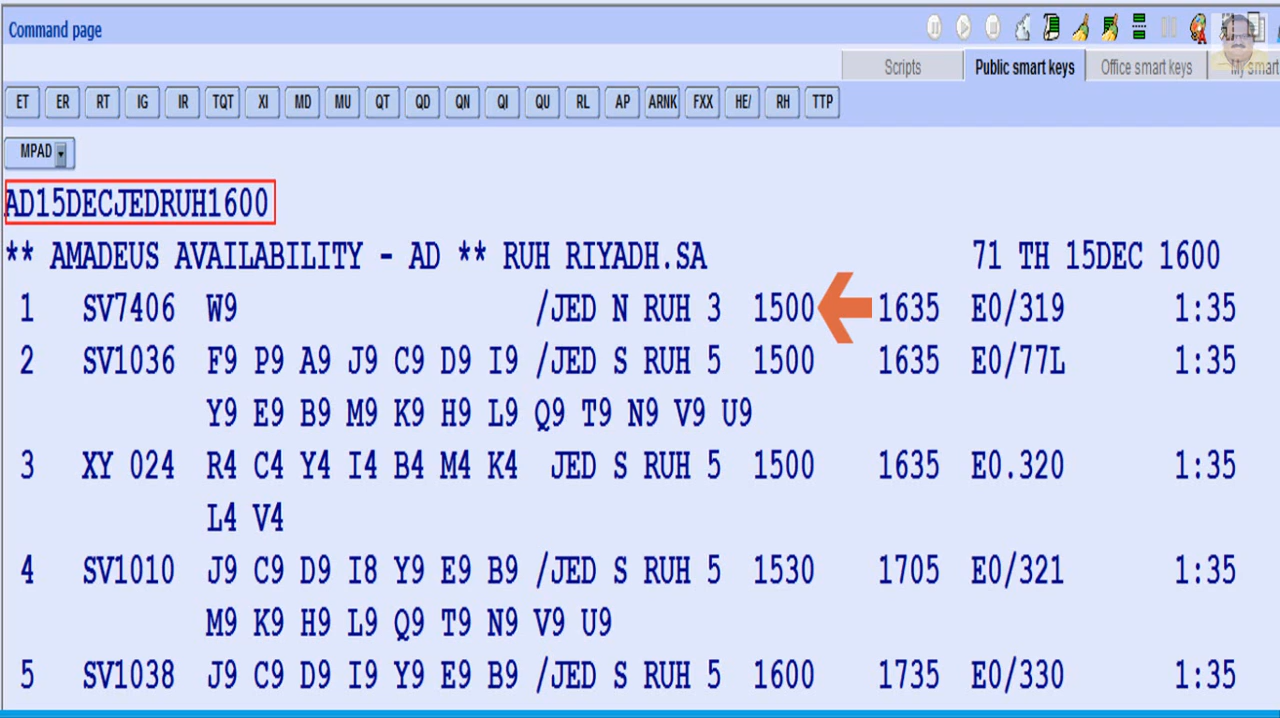 Command page
Scripts Public smart keys Office smart keys My smart
ET ER RT IG IR TQT XI MD MU QT QD QN QI QU RL AP ARNK FXX HE/ RH TTP
MPAD
AD15DECJEDRUH1600
** AMADEUS AVAILABILITY - AD ** RUH RIYADH.SA 71 TH 15DEC 1600
1 SV7406 W9 /JED N RUH 3 1500 1635 E0/319 1:35
2 SV1036 F9 P9 A9 J9 C9 D9 I9 /JED S RUH 5 1500 1635 E0/77L 1:35
Y9 E9 B9 M9 K9 H9 L9 Q9 T9 N9 V9 U9
3 XY 024 R4 C4 Y4 I4 B4 M4 K4 JED S RUH 5 1500 1635 E0.320 1:35
L4 V4
4 SV1010 J9 C9 D9 I8 Y9 E9 B9 /JED S RUH 5 1530 1705 E0/321 1:35
M9 K9 H9 L9 Q9 T9 N9 V9 U9
5 SV1038 J9 C9 D9 I9 Y9 E9 B9 /JED S RUH 5 1600 1735 E0/330 1:35